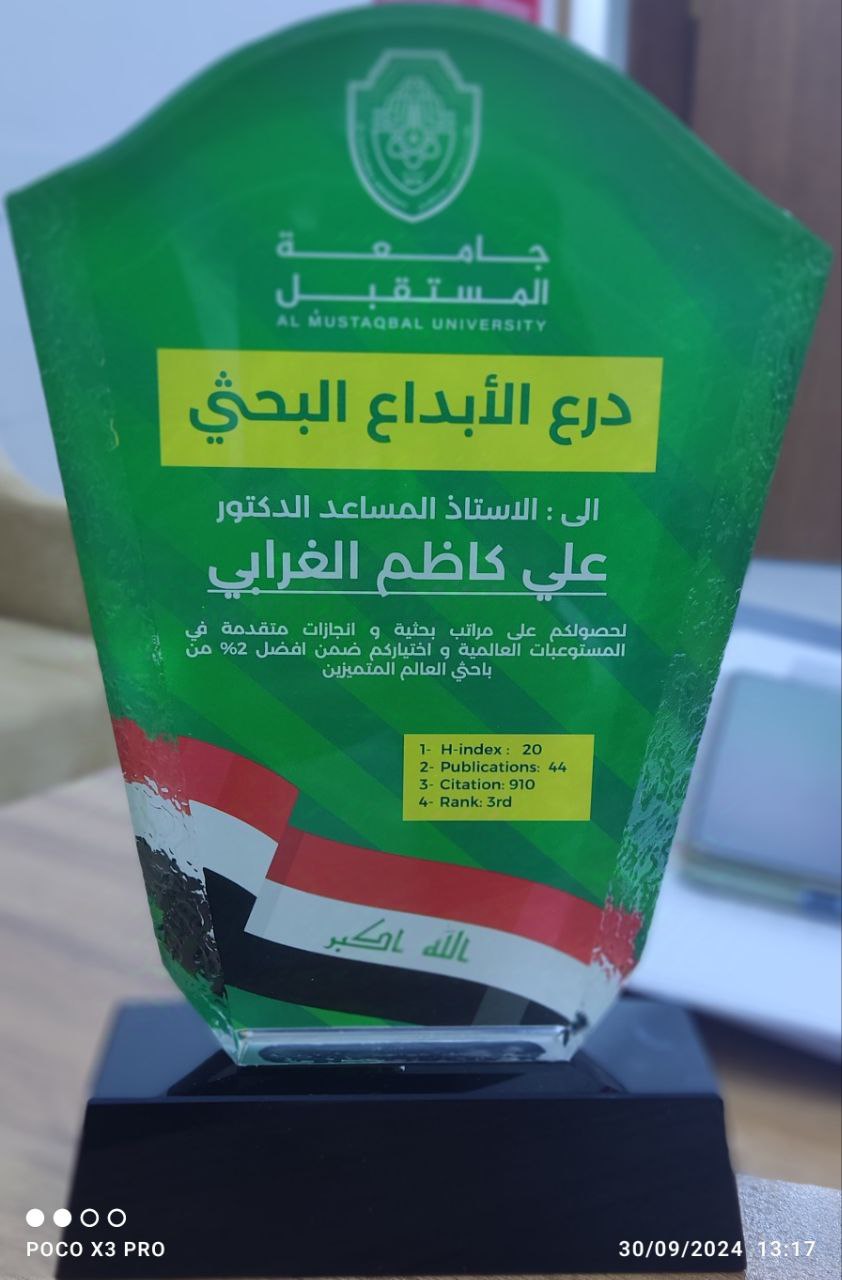 جامعة
المستقبل
AL MUSTAQBAL UNIVERSITY
درع الأبداع البحثي
الى : الاستاذ المساعد الدكتور
علي كاظم الغرابي
لحصولكم على مراتب بحثية و انجازات متقدمة في
المستوعبات العالمية و اختياركم ضمن افضل 2% من
باحثي العالم المتميزين
1- H-index : 20
2- Publications: 44
3- Citation: 910
4- Rank: 3rd
الله اكبر
POCO X3 PRO
30/09/2024 13:17